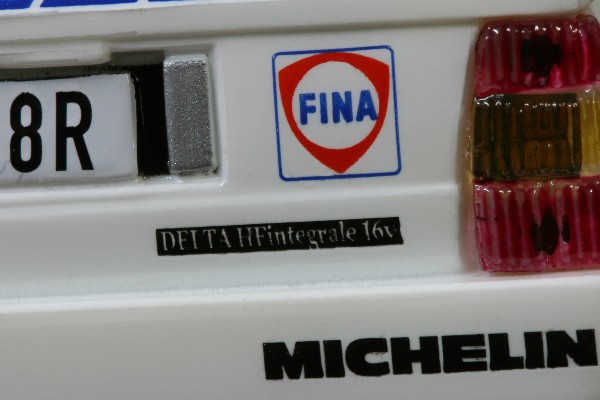 8R
FINA
DELTA HFintegrale 16v
MICHELIN